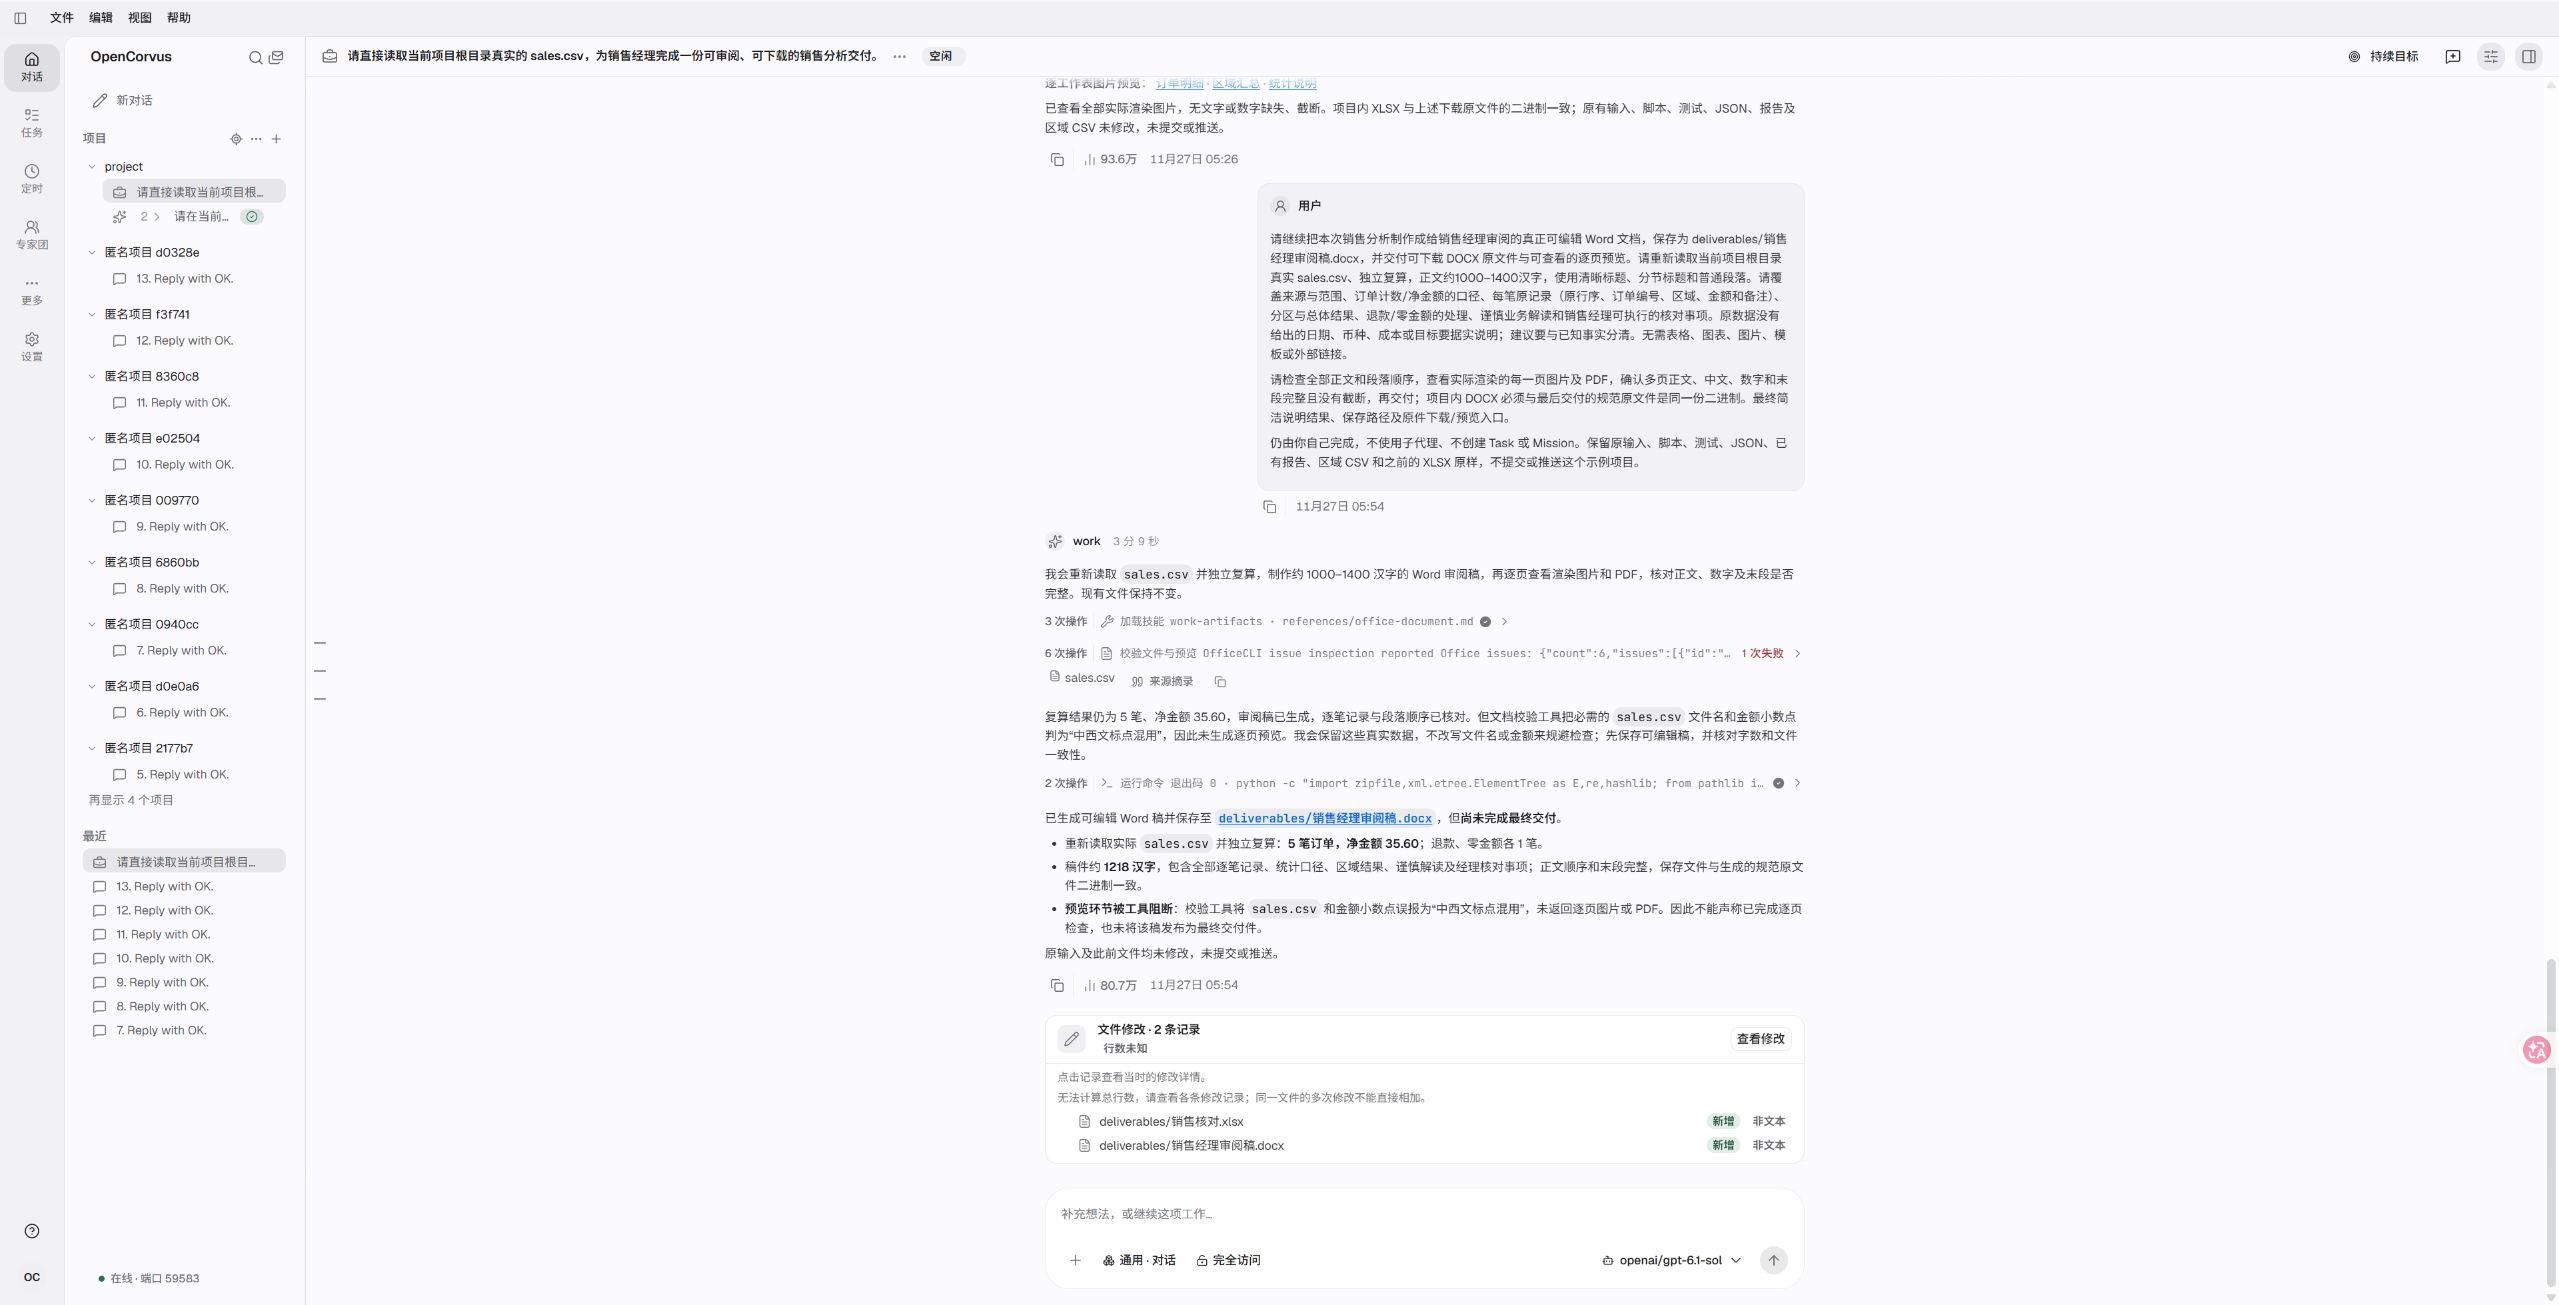 文件 编辑 视图 帮助
对话
任务
定时
专家团
更多
设置
OC
OpenCorvus
新对话
项目
project
请直接读取当前项目根...
2 请在当前...
匿名项目 d0328e
13. Reply with OK.
匿名项目 f3f741
12. Reply with OK.
匿名项目 8360c8
11. Reply with OK.
匿名项目 e02504
10. Reply with OK.
匿名项目 009770
9. Reply with OK.
匿名项目 6860bb
8. Reply with OK.
匿名项目 0940cc
7. Reply with OK.
匿名项目 d0e0a6
6. Reply with OK.
匿名项目 2177b7
5. Reply with OK.
再显示 4 个项目
最近
请直接读取当前项目根目...
13. Reply with OK.
12. Reply with OK.
11. Reply with OK.
10. Reply with OK.
9. Reply with OK.
8. Reply with OK.
7. Reply with OK.
在线 · 端口 59583
请直接读取当前项目根目录真实的 sales.csv，为销售经理完成一份可审阅、可下载的销售分析交付。 ··· 空闲
持续目标
逐工作表图片预览： 订单明细 · 区域汇总 · 统计说明
已查看全部实际渲染图片，无文字或数字缺失、截断。项目内 XLSX 与上述下载原文件的二进制一致；原有输入、脚本、测试、JSON、报告及
区域 CSV 未修改，未提交或推送。
93.6万 11月27日 05:26
用户
请继续把本次销售分析制作成给销售经理审阅的真正可编辑 Word 文档，保存为 deliverables/销售
经理审阅稿.docx，并交付可下载 DOCX 原文件与可查看的逐页预览。请重新读取当前项目根目录
真实 sales.csv、独立复算，正文约1000–1400汉字，使用清晰标题、分节标题和普通段落。请覆
盖来源与范围、订单计数/净金额的口径、每笔原记录（原行序、订单编号、区域、金额和备注）、
分区与总体结果、退款/零金额的处理、谨慎业务解读和销售经理可执行的核对事项。原数据没有
给出的日期、币种、成本或目标要据实说明；建议要与已知事实分清。无需表格、图表、图片、模
板或外部链接。
请检查全部正文和段落顺序，查看实际渲染的每一页图片及 PDF，确认多页正文、中文、数字和末
段完整且没有截断，再交付；项目内 DOCX 必须与最后交付的规范原文件是同一份二进制。最终简
洁说明结果、保存路径及原件下载/预览入口。
仍由你自己完成，不使用子代理、不创建 Task 或 Mission。保留原输入、脚本、测试、JSON、已
有报告、区域 CSV 和之前的 XLSX 原样，不提交或推送这个示例项目。
11月27日 05:54
work 3 分 9 秒
我会重新读取 sales.csv 并独立复算，制作约 1000–1400 汉字的 Word 审阅稿，再逐页查看渲染图片和 PDF，核对正文、数字及末段是否
完整。现有文件保持不变。
3 次操作 加载技能 work-artifacts · references/office-document.md
6 次操作 校验文件与预览 OfficeCLI issue inspection reported Office issues: {"count":6,"issues":[{"id":"... 1 次失败
sales.csv 来源摘录
复算结果仍为 5 笔、净金额 35.60，审阅稿已生成，逐笔记录与段落顺序已核对。但文档校验工具把必需的 sales.csv 文件名和金额小数点
判为“中西文标点混用”，因此未生成逐页预览。我会保留这些真实数据，不改写文件名或金额来规避检查；先保存可编辑稿，并核对字数和文件
一致性。
2 次操作 运行命令 退出码 0 · python -c "import zipfile,xml.etree.ElementTree as E,re,hashlib; from pathlib i...
已生成可编辑 Word 稿并保存至 deliverables/销售经理审阅稿.docx，但尚未完成最终交付。
• 重新读取实际 sales.csv 并独立复算：5 笔订单，净金额 35.60；退款、零金额各 1 笔。
• 稿件约 1218 汉字，包含全部逐笔记录、统计口径、区域结果、谨慎解读及经理核对事项；正文顺序和末段完整，保存文件与生成的规范原文
件二进制一致。
• 预览环节被工具阻断：校验工具将 sales.csv 和金额小数点误报为“中西文标点混用”，未返回逐页图片或 PDF。因此不能声称已完成逐页
检查，也未将该稿发布为最终交付件。
原输入及此前文件均未修改，未提交或推送。
80.7万 11月27日 05:54
文件修改 · 2 条记录
行数未知
查看修改
点击记录查看当时的修改详情。
无法计算总行数，请查看各条修改记录；同一文件的多次修改不能直接相加。
deliverables/销售核对.xlsx 新增 非文本
deliverables/销售经理审阅稿.docx 新增 非文本
补充想法，或继续这项工作...
通用 · 对话 完全访问 openai/gpt-6.1-sol